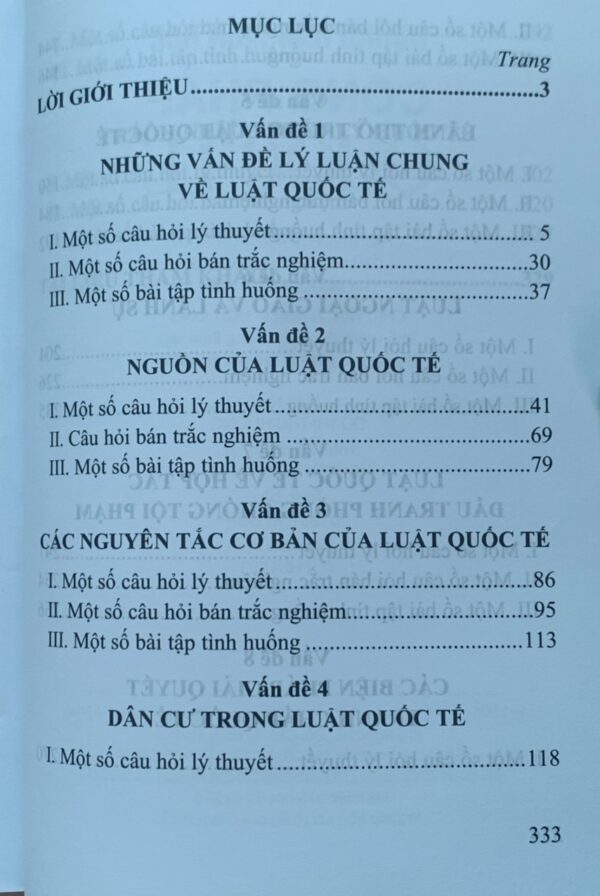 MỤC LỤC
Trang
LỜI GIỚI THIỆU.....3
Vấn đề 1
NHỮNG VẤN ĐỀ LÝ LUẬN CHUNG
VỀ LUẬT QUỐC TẾ
I. Một số câu hỏi lý thuyết.....5
II. Một số câu hỏi bán trắc nghiệm.....30
III. Một số bài tập tình huống.....37
Vấn đề 2
NGUỒN CỦA LUẬT QUỐC TẾ
I. Một số câu hỏi lý thuyết.....41
II. Câu hỏi bán trắc nghiệm.....69
III. Một số bài tập tình huống.....79
Vấn đề 3
CÁC NGUYÊN TẮC CƠ BẢN CỦA LUẬT QUỐC TẾ
I. Một số câu hỏi lý thuyết.....86
II. Một số câu hỏi bán trắc nghiệm.....95
III. Một số bài tập tình huống.....113
Vấn đề 4
DÂN CƯ TRONG LUẬT QUỐC TẾ
I. Một số câu hỏi lý thuyết.....118
333